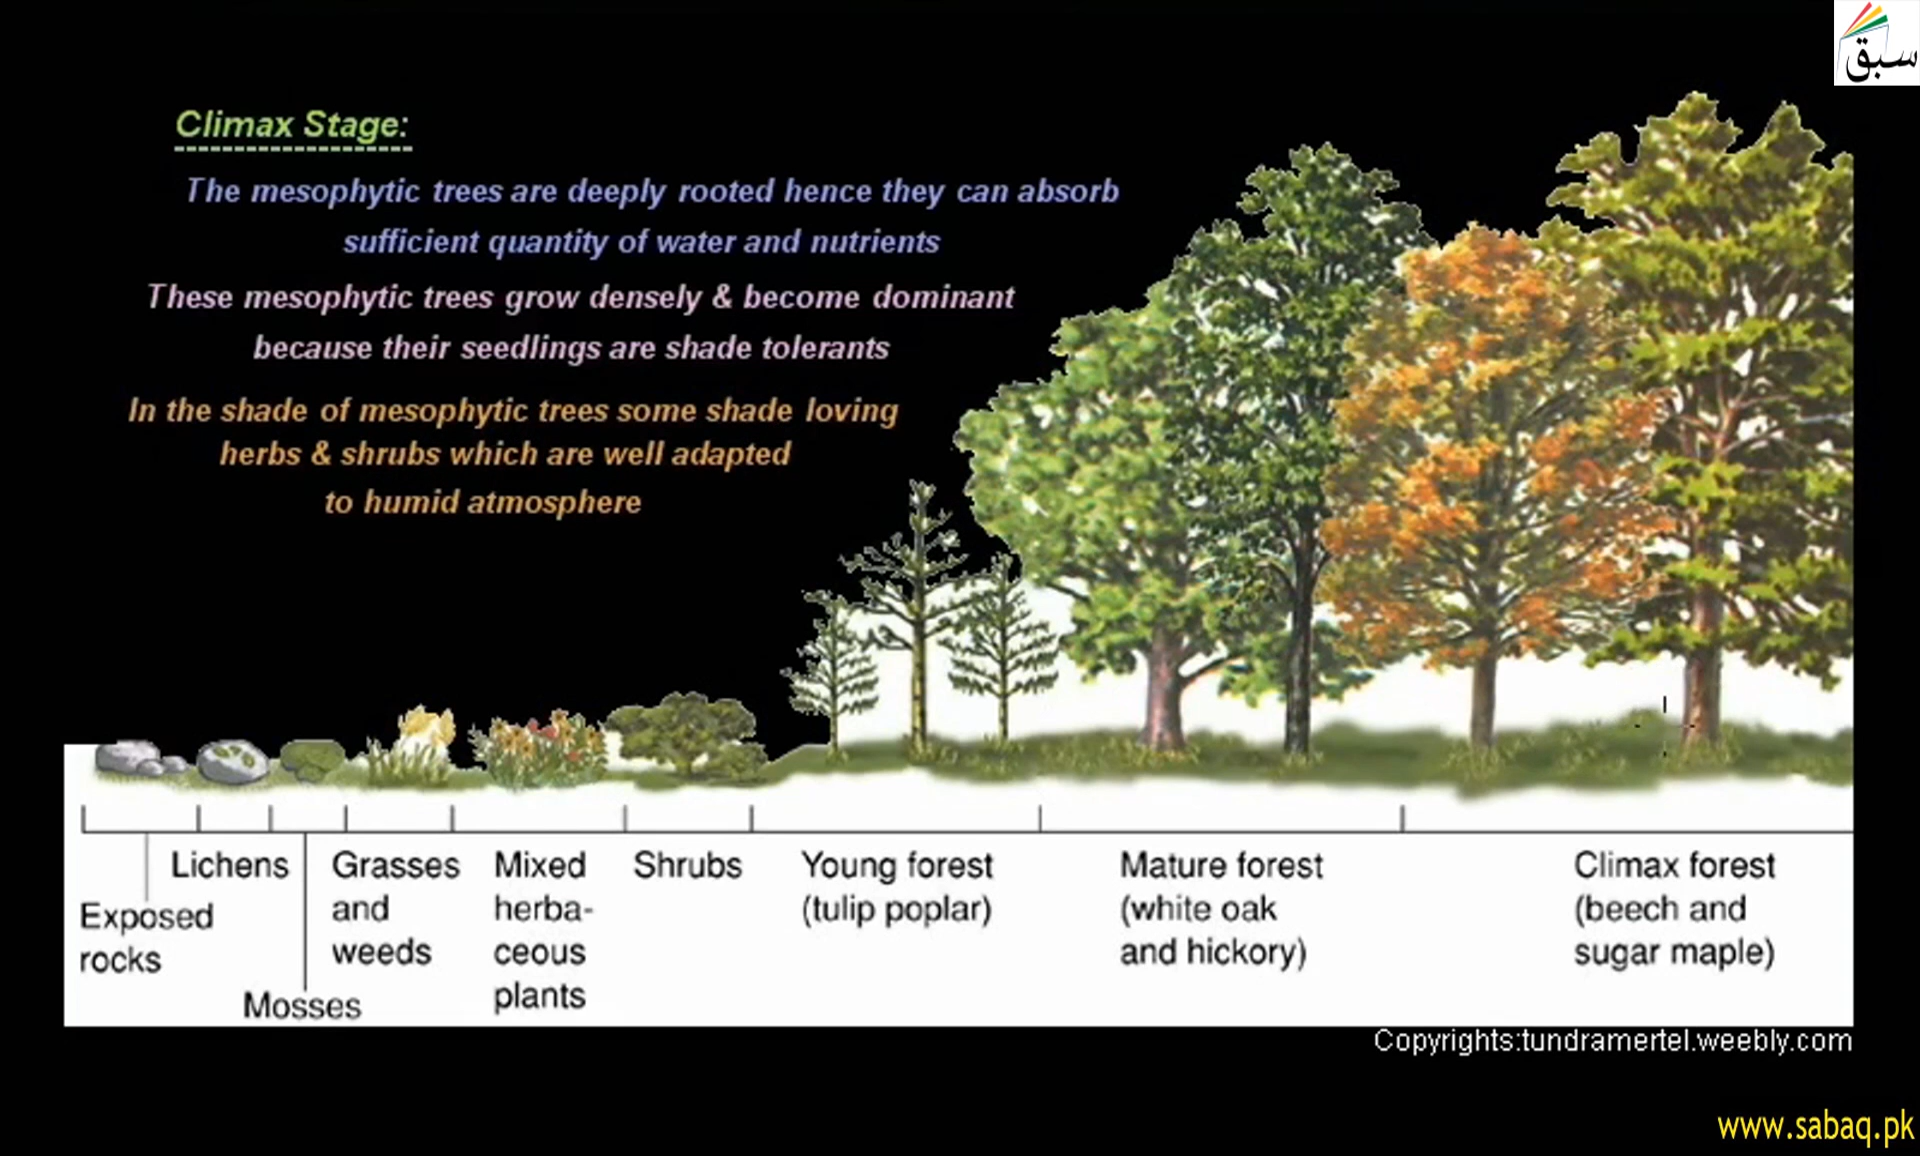 سبق
Climax Stage:
The mesophytic trees are deeply rooted hence they can absorb
sufficient quantity of water and nutrients
These mesophytic trees grow densely & become dominant
because their seedlings are shade tolerants
In the shade of mesophytic trees some shade loving
herbs & shrubs which are well adapted
to humid atmosphere
Exposed
rocks
Lichens
Mosses
Grasses
and
weeds
Mixed
herba-
ceous
plants
Shrubs
Young forest
(tulip poplar)
Mature forest
(white oak
and hickory)
Climax forest
(beech and
sugar maple)
Copyrights:tundramertel.weebly.com
www.sabaq.pk